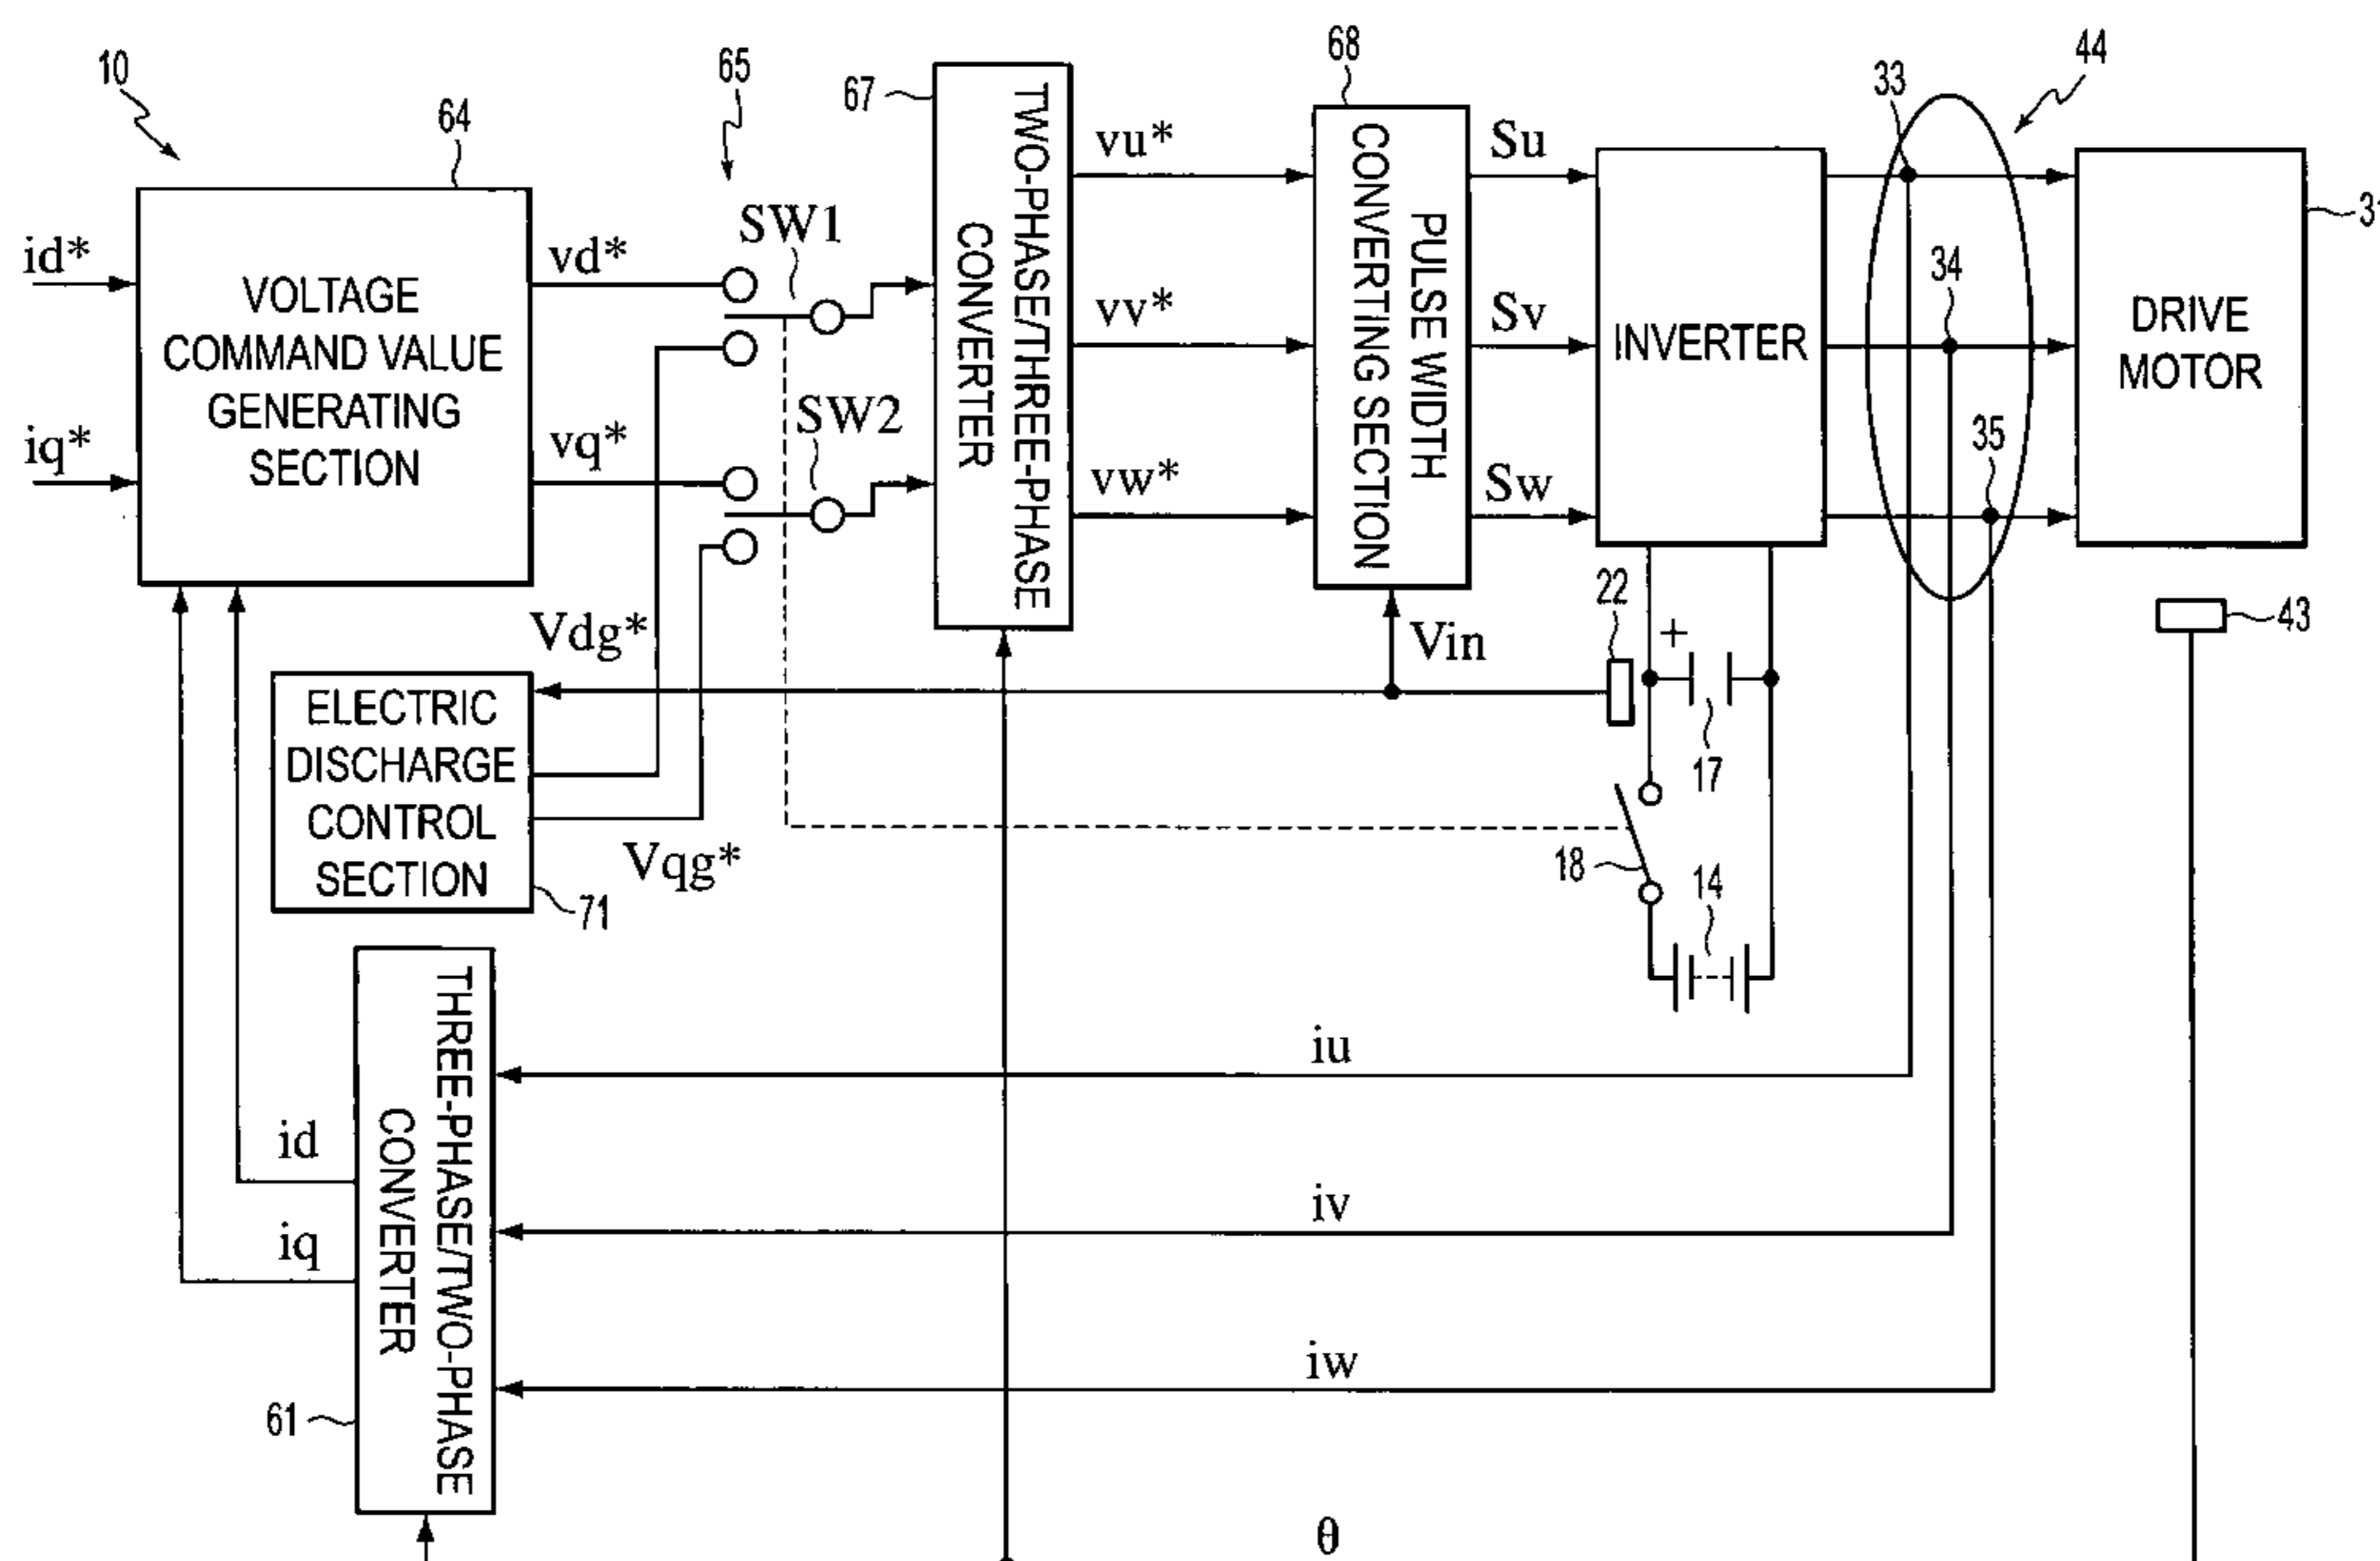 10
64
65
67
68
33
44
id*
iq*
VOLTAGE
COMMAND VALUE
GENERATING
SECTION
vd*
vq*
SW1
SW2
TWO-PHASE/THREE-PHASE
CONVERTER
vu*
vv*
vw*
PULSE WIDTH
CONVERTING SECTION
Su
Sv
Sw
INVERTER
34
35
DRIVE
MOTOR
43
22
+
17
Vin
Vdg*
Vqg*
ELECTRIC
DISCHARGE
CONTROL
SECTION
71
18
14
THREE-PHASE/TWO-PHASE
CONVERTER
61
id
iq
iu
iv
iw
θ